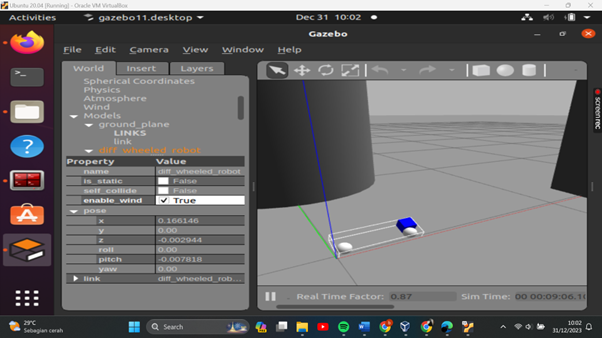 Ubuntu 20.04 [Running] - Oracle VM VirtualBox
Activities
gazebo11.desktop
Dec 31 10:02
Gazebo
File Edit Camera View Window Help
World Insert Layers
Spherical Coordinates
Physics
Atmosphere
Wind
Models
ground_plane
LINKS
link
diff_wheeled_robot
Property Value
name diff_wheeled_robot
is_static False
self_collide False
enable_wind True
pose
x 0.166146
y 0.00
z -0.002944
roll 0.00
pitch -0.007818
yaw 0.00
link diff_wheeled_rob...
Real Time Factor: 0.87 Sim Time: 00 00:09:06.10
screenrec
29°C
Sebagian cerah
Search
10:02
31/12/2023